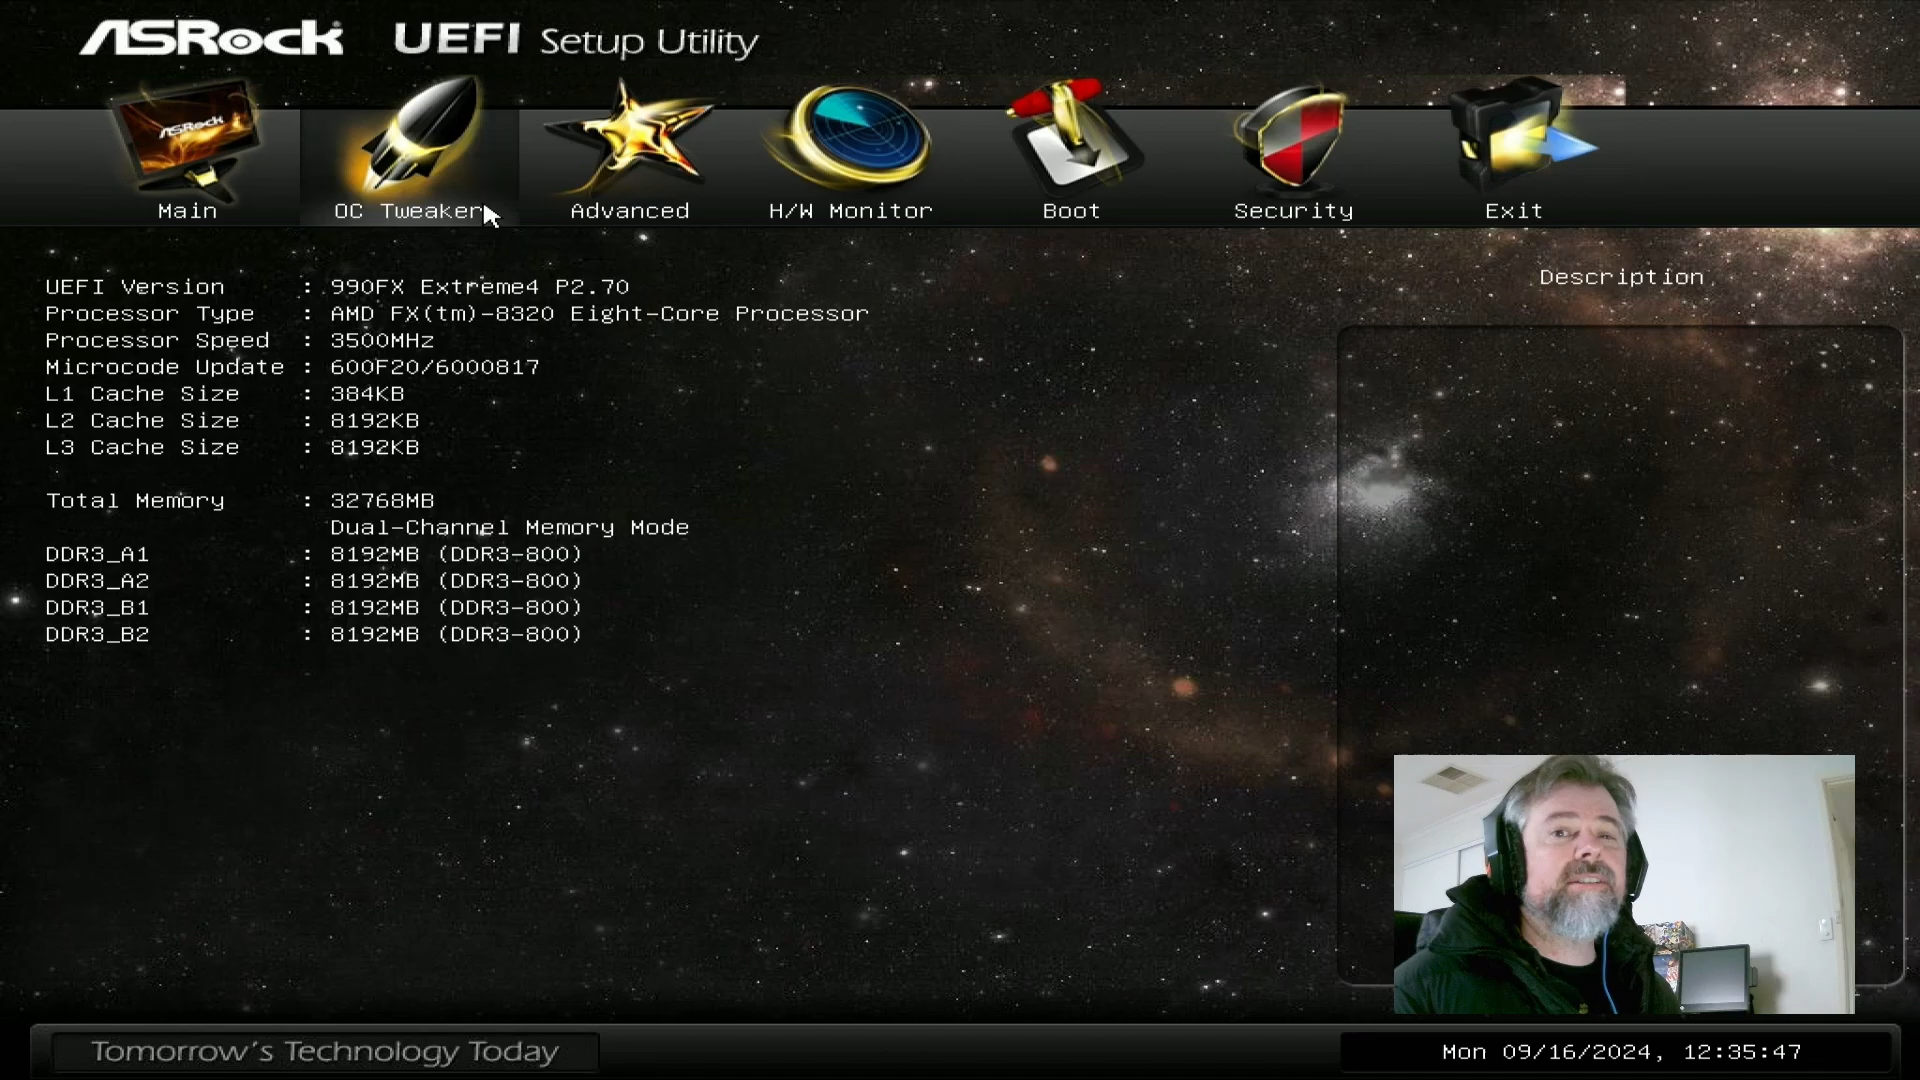 ASRock UEFI Setup Utility
ASRock
Main OC Tweaker Advanced H/W Monitor Boot Security Exit
Description
UEFI Version : 990FX Extreme4 P2.70
Processor Type : AMD FX(tm)-8320 Eight-Core Processor
Processor Speed : 3500MHz
Microcode Update : 600F20/6000817
L1 Cache Size : 384KB
L2 Cache Size : 8192KB
L3 Cache Size : 8192KB
Total Memory : 32768MB
Dual-Channel Memory Mode
DDR3_A1 : 8192MB (DDR3-800)
DDR3_A2 : 8192MB (DDR3-800)
DDR3_B1 : 8192MB (DDR3-800)
DDR3_B2 : 8192MB (DDR3-800)
Tomorrow's Technology Today
Mon 09/16/2024, 12:35:47